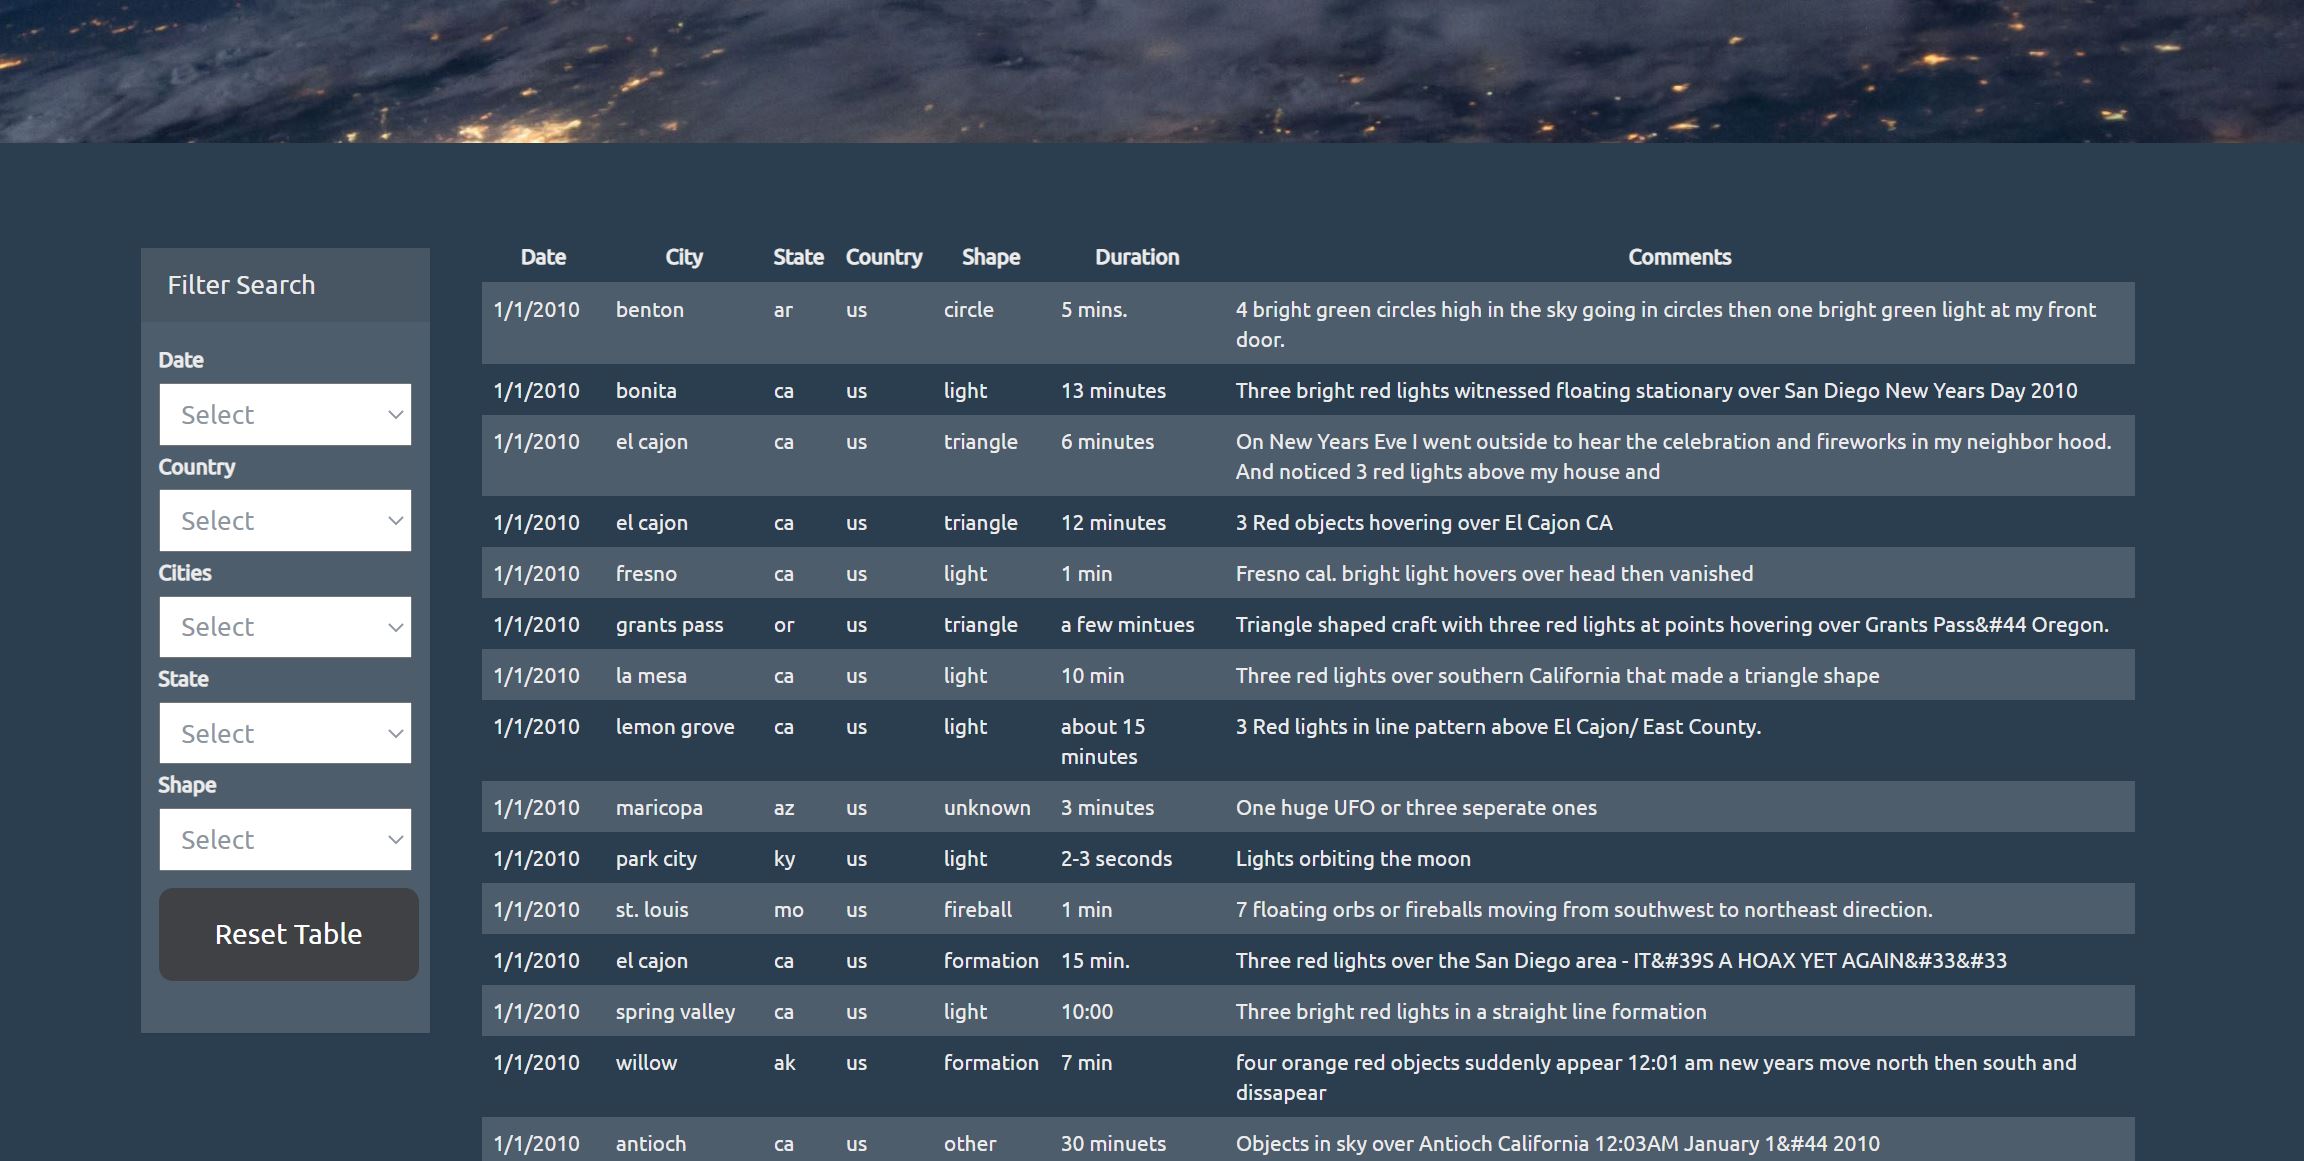 Filter Search
Date
Select
Country
Select
Cities
Select
State
Select
Shape
Select
Reset Table
Date City State Country Shape Duration Comments
1/1/2010 benton ar us circle 5 mins. 4 bright green circles high in the sky going in circles then one bright green light at my front
door.
1/1/2010 bonita ca us light 13 minutes Three bright red lights witnessed floating stationary over San Diego New Years Day 2010
1/1/2010 el cajon ca us triangle 6 minutes On New Years Eve I went outside to hear the celebration and fireworks in my neighbor hood.
And noticed 3 red lights above my house and
1/1/2010 el cajon ca us triangle 12 minutes 3 Red objects hovering over El Cajon CA
1/1/2010 fresno ca us light 1 min Fresno cal. bright light hovers over head then vanished
1/1/2010 grants pass or us triangle a few mintues Triangle shaped craft with three red lights at points hovering over Grants Pass&#44 Oregon.
1/1/2010 la mesa ca us light 10 min Three red lights over southern California that made a triangle shape
1/1/2010 lemon grove ca us light about 15 3 Red lights in line pattern above El Cajon/ East County.
minutes
1/1/2010 maricopa az us unknown 3 minutes One huge UFO or three seperate ones
1/1/2010 park city ky us light 2-3 seconds Lights orbiting the moon
1/1/2010 st. louis mo us fireball 1 min 7 floating orbs or fireballs moving from southwest to northeast direction.
1/1/2010 el cajon ca us formation 15 min. Three red lights over the San Diego area - IT&#39S A HOAX YET AGAIN&#33&#33
1/1/2010 spring valley ca us light 10:00 Three bright red lights in a straight line formation
1/1/2010 willow ak us formation 7 min four orange red objects suddenly appear 12:01 am new years move north then south and
dissapear
1/1/2010 antioch ca us other 30 minuets Objects in sky over Antioch California 12:03AM January 1&#44 2010